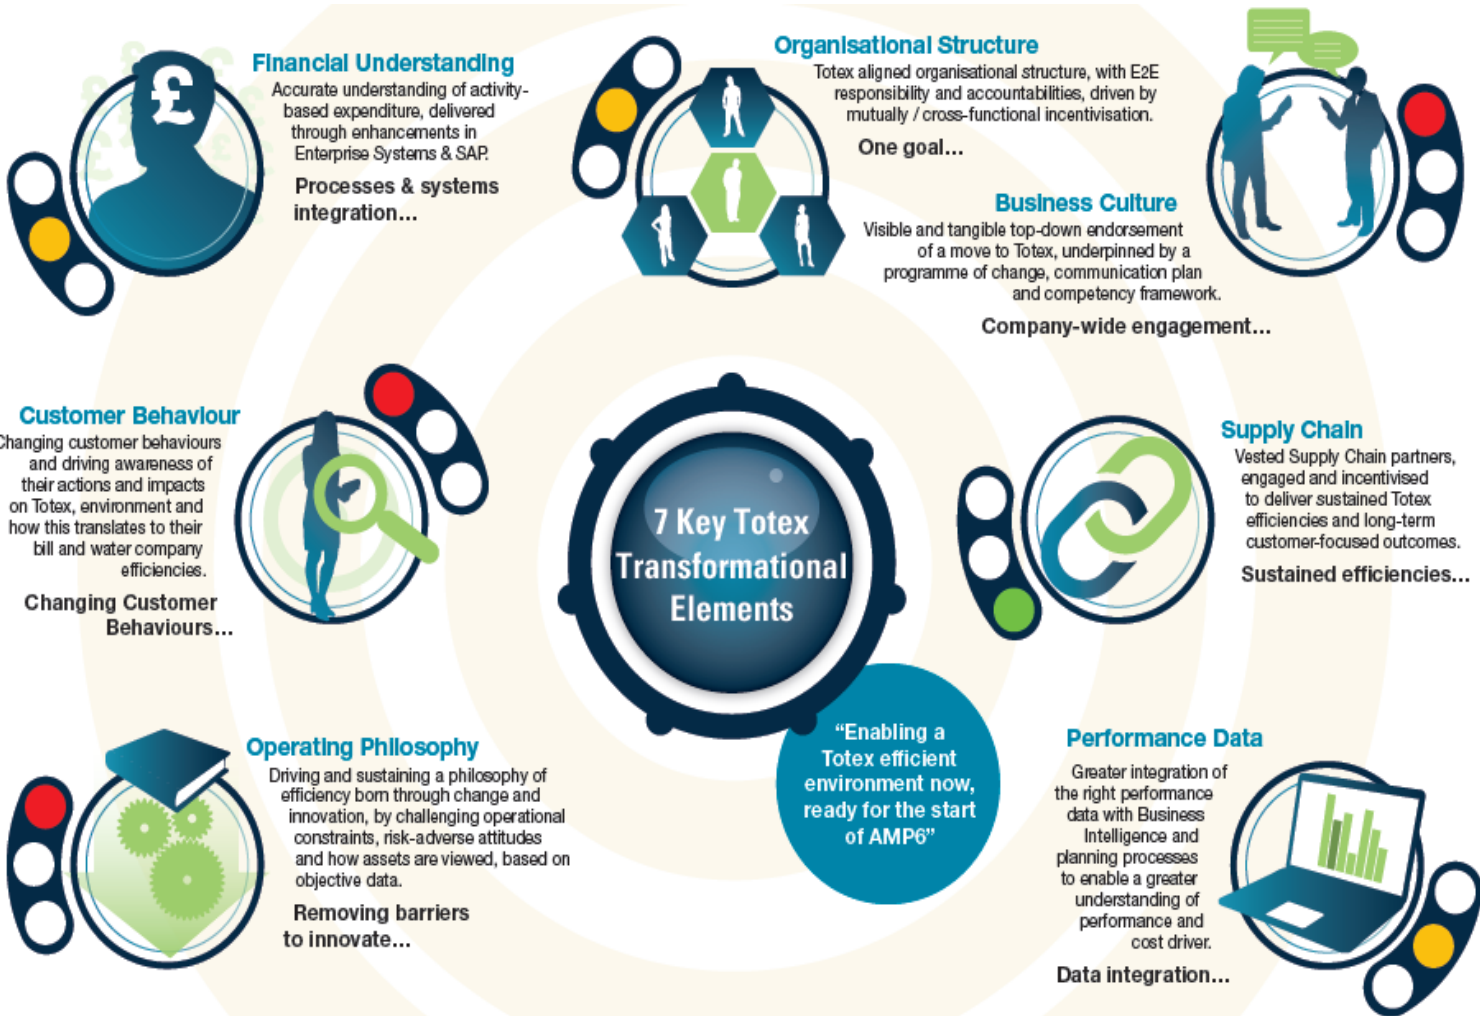 £
Financial Understanding
Accurate understanding of activity-
based expenditure, delivered
through enhancements in
Enterprise Systems & SAP.
Processes & systems
integration...
Organisational Structure
Totex aligned organisational structure, with E2E
responsibility and accountabilities, driven by
mutually / cross-functional incentivisation.
One goal...
Business Culture
Visible and tangible top-down endorsement
of a move to Totex, underpinned by a
programme of change, communication plan
and competency framework.
Company-wide engagement...
Customer Behaviour
Changing customer behaviours
and driving awareness of
their actions and impacts
on Totex, environment and
how this translates to their
bill and water company
efficiencies.
Changing Customer
Behaviours...
7 Key Totex
Transformational
Elements
Supply Chain
Vested Supply Chain partners,
engaged and incentivised
to deliver sustained Totex
efficiencies and long-term
customer-focused outcomes.
Sustained efficiencies...
Operating Philosophy
Driving and sustaining a philosophy of
efficiency born through change and
innovation, by challenging operational
constraints, risk-adverse attitudes
and how assets are viewed, based on
objective data.
Removing barriers
to innovate...
“Enabling a
Totex efficient
environment now,
ready for the start
of AMP6”
Performance Data
Greater integration of
the right performance
data with Business
Intelligence and
planning processes
to enable a greater
understanding of
performance and
cost driver.
Data integration...